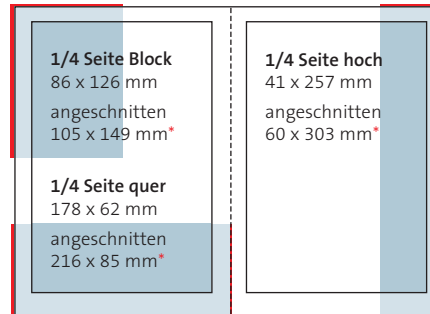 1/4 Seite Block
86 x 126 mm
angeschnitten
105 x 149 mm*
1/4 Seite quer
178 x 62 mm
angeschnitten
216 x 85 mm*
1/4 Seite hoch
41 x 257 mm
angeschnitten
60 x 303 mm*